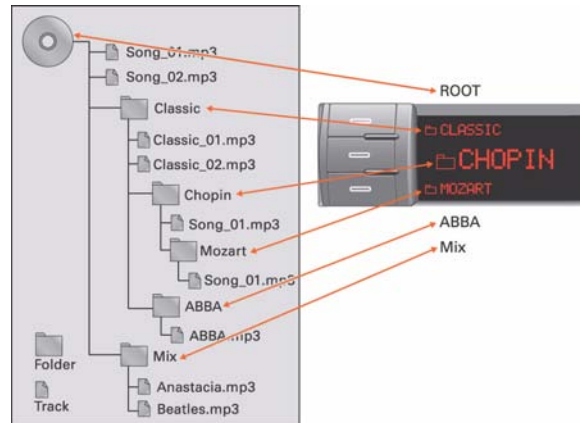 Song_01.mp3
Song_02.mp3
Classic
Classic_01.mp3
Classic_02.mp3
Chopin
Song_01.mp3
Mozart
Song_01.mp3
ABBA
ABBA.mp3
Mix
Anastacia.mp3
Beatles.mp3
Folder
Track
ROOT
CLASSIC
CHOPIN
MOZART
ABBA
Mix